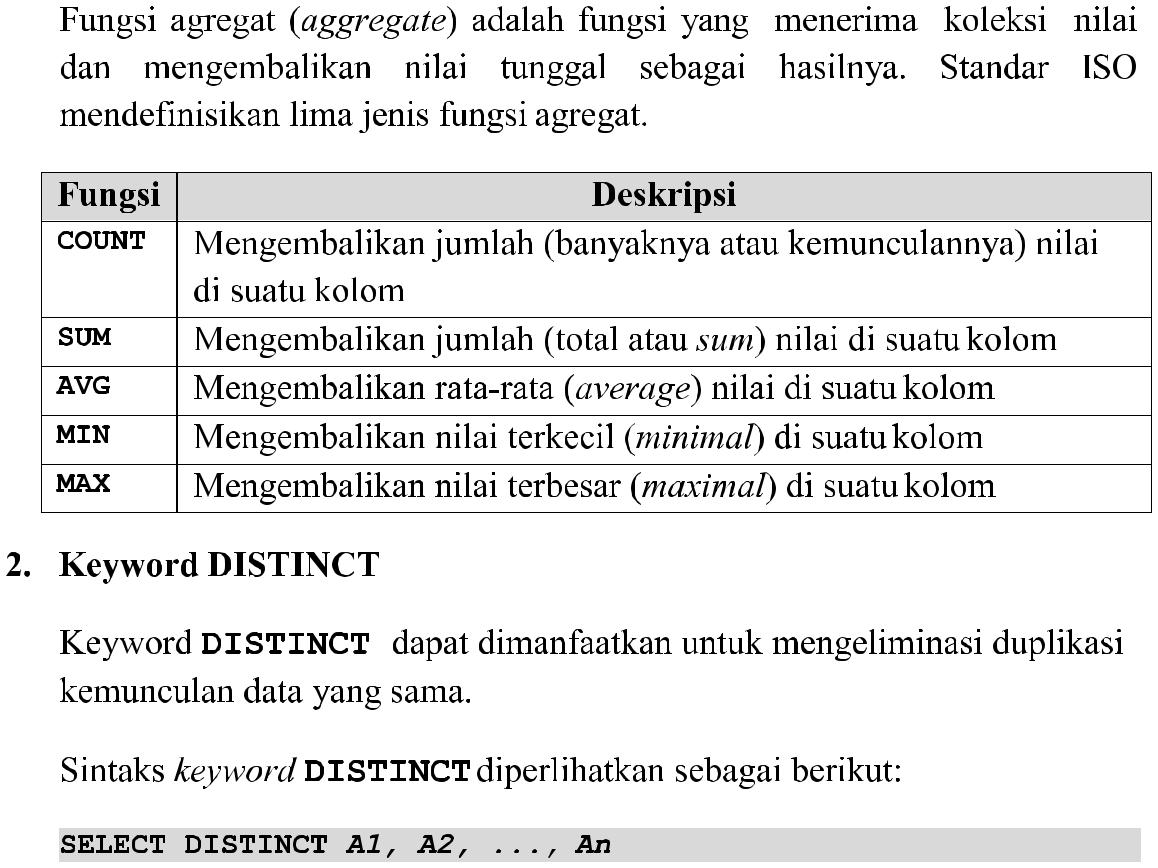 Fungsi agregat (aggregate) adalah fungsi yang menerima koleksi nilai
dan mengembalikan nilai tunggal sebagai hasilnya. Standar ISO
mendefinisikan lima jenis fungsi agregat.
Fungsi Deskripsi
COUNT Mengembalikan jumlah (banyaknya atau kemunculannya) nilai
di suatu kolom
SUM Mengembalikan jumlah (total atau sum) nilai di suatu kolom
AVG Mengembalikan rata-rata (average) nilai di suatu kolom
MIN Mengembalikan nilai terkecil (minimal) di suatu kolom
MAX Mengembalikan nilai terbesar (maximal) di suatu kolom
2. Keyword DISTINCT
Keyword DISTINCT dapat dimanfaatkan untuk mengeliminasi duplikasi
kemunculan data yang sama.
Sintaks keyword DISTINCT diperlihatkan sebagai berikut:
SELECT DISTINCT A1, A2, ..., An